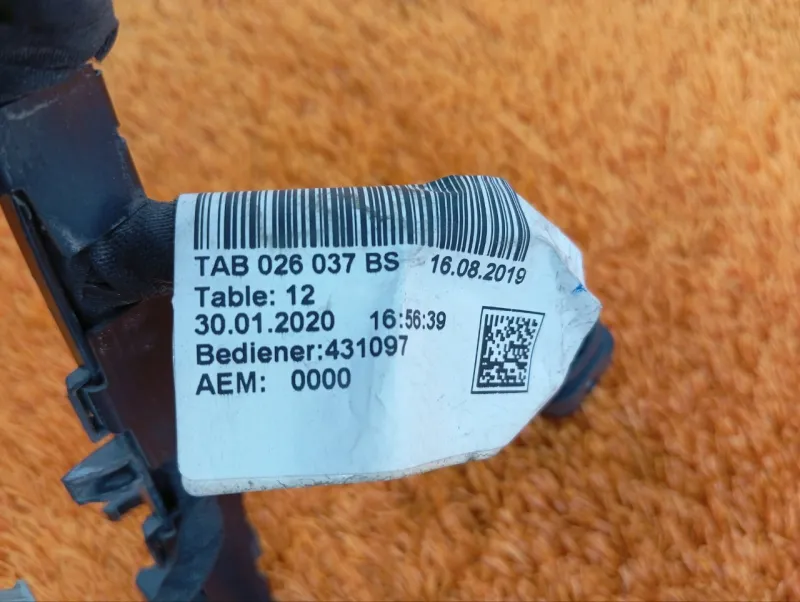 TAB 026 037 BS 16.08.2019
Table: 12
30.01.2020 16:56:39
Bediener:431097
AEM: 0000